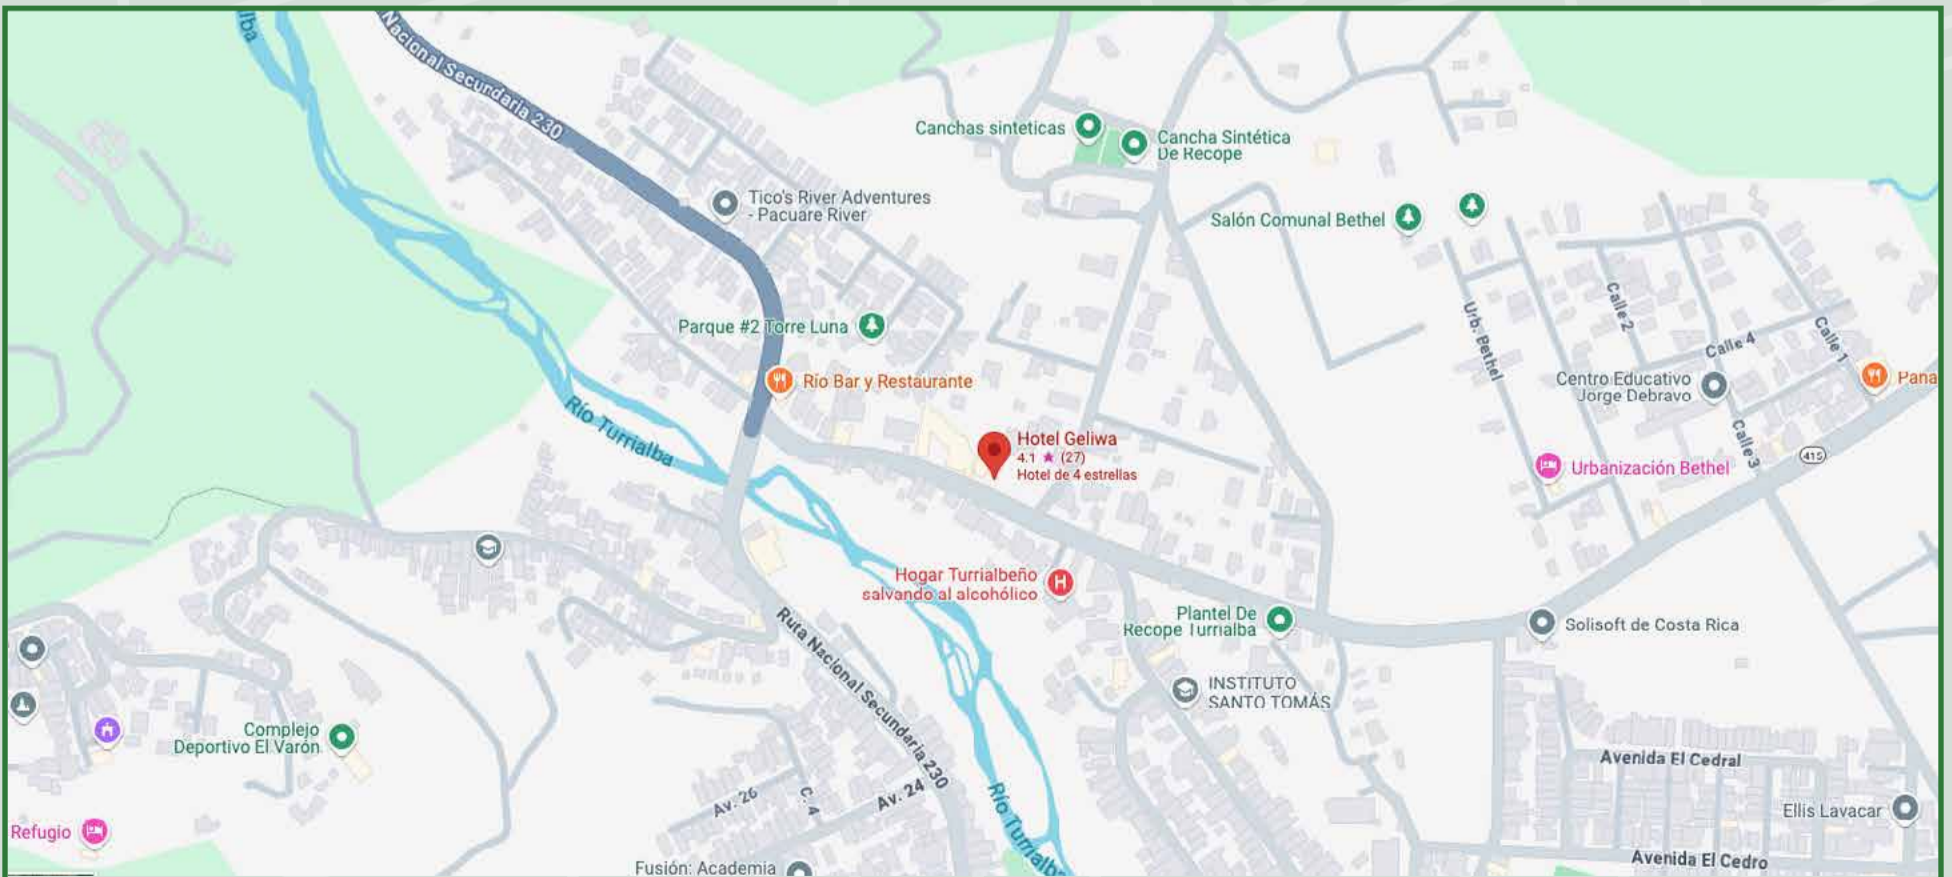 lba
Nacional Secundaria 230
Canchas sinteticas
Cancha Sintética
De Recope
Tico's River Adventures
- Pacuare River
Salón Comunal Bethel
Parque #2 Torre Luna
Calle 2
Urb. Bethel
Calle 4
Calle 1
Río Bar y Restaurante
Centro Educativo
Jorge Debravo
Pana
Río Turrialba
Hotel Geliwa
4.1 ★ (27)
Hotel de 4 estrellas
Calle 3
415
Urbanización Bethel
Hogar Turrialbeño
salvando al alcohólico
H
Plantel De
Recope Turrialba
Solisoft de Costa Rica
Ruta Nacional Secundaria 230
INSTITUTO
SANTO TOMÁS
Complejo
Deportivo El Varón
Avenida El Cedral
Av. 26
C. 4
Av. 24
Río Turrialba
Ellis Lavacar
Refugio
Fusión: Academia
Avenida El Cedro